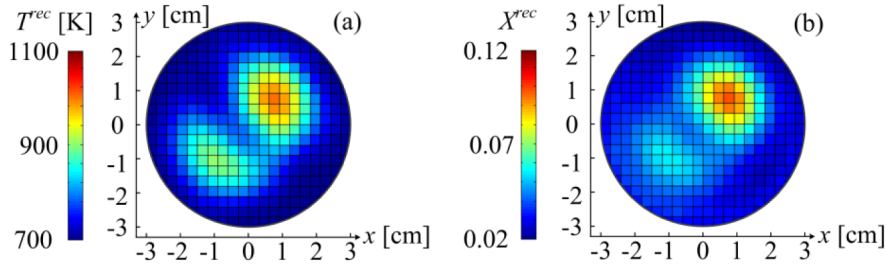 T^rec [K]
1100
900
700
y [cm]
(a)
3
2
1
0
-1
-2
-3
-3 -2 -1 0 1 2 3
x [cm]
X^rec
0.12
0.07
0.02
y [cm]
(b)
3
2
1
0
-1
-2
-3
-3 -2 -1 0 1 2 3
x [cm]